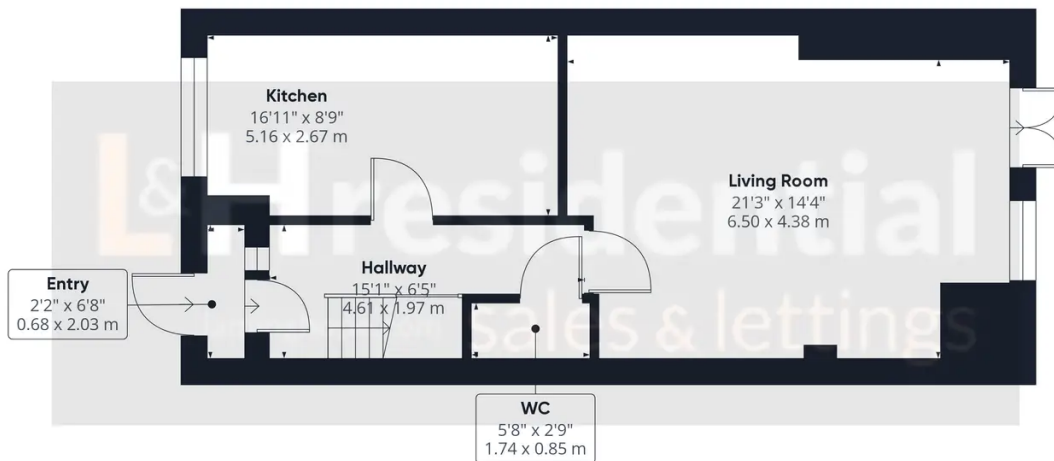 Kitchen
16'11" x 8'9"
5.16 x 2.67 m
Living Room
21'3" x 14'4"
6.50 x 4.38 m
Hallway
15'1" x 6'5"
4.61 x 1.97 m
Entry
2'2" x 6'8"
0.68 x 2.03 m
WC
5'8" x 2'9"
1.74 x 0.85 m
L&H residential
sales & lettings